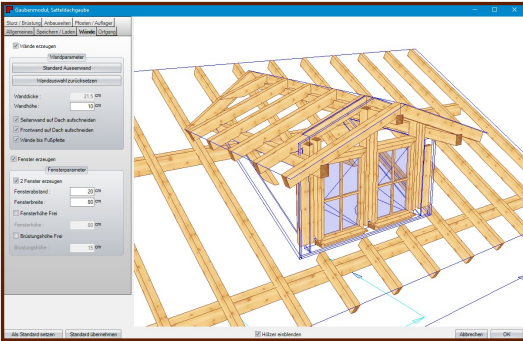 Gaubenmodul, Satteldachgaube
Sturz / Brüstung Anbauseiten Pfosten / Auflager
Allgemeines Speichern / Laden Wände Ortgang
Wände erzeugen
Wandparameter
Standard Aussenwand
Wandauswahl zurücksetzen
Wanddicke : 21,5 cm
Wandhöhe : 10 cm
Seitenwand auf Dach aufschneiden
Frontwand auf Dach aufschneiden
Wände bis Fußpfette
Fenster erzeugen
Fensterparameter
2 Fenster erzeugen
Fensterabstand : 20 cm
Fensterbreite : 80 cm
Fensterhöhe Frei
Fensterhöhe : 80 cm
Brüstungshöhe Frei
Brüstungshöhe : 15 cm
Als Standard setzen Standard übernehmen Hölzer einblenden Abbrechen OK